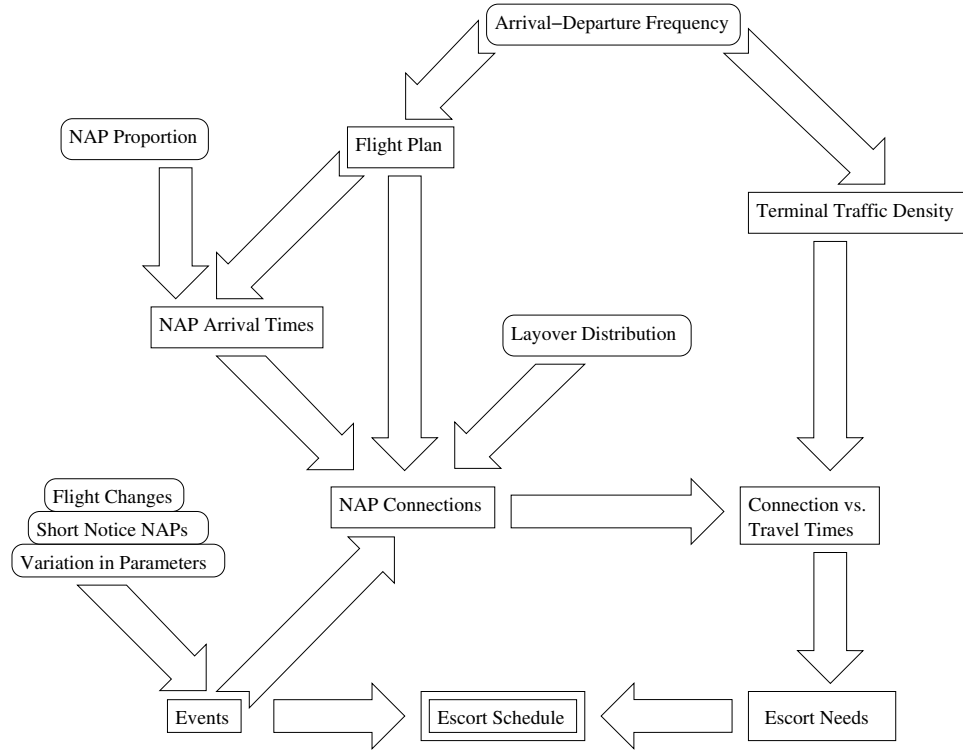 Arrival−Departure Frequency
NAP Proportion
Flight Plan
Terminal Traffic Density
NAP Arrival Times
Layover Distribution
Flight Changes
Short Notice NAPs
Variation in Parameters
NAP Connections
Connection vs.
Travel Times
Events
Escort Schedule
Escort Needs